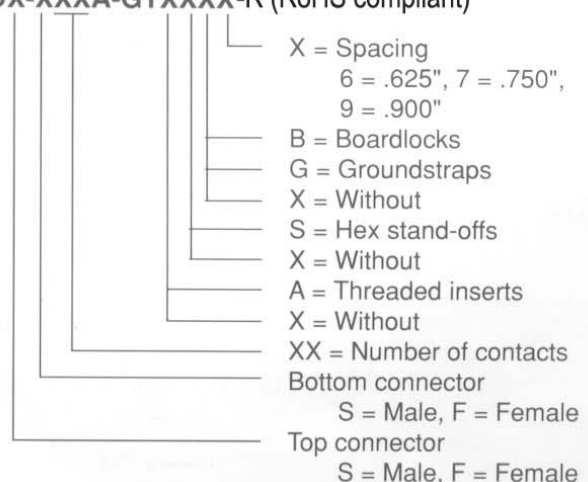 X-XXXA-GTXXXX-R (RoHS compliant)
X = Spacing
6 = .625", 7 = .750",
9 = .900"
B = Boardlocks
G = Groundstraps
X = Without
S = Hex stand-offs
X = Without
A = Threaded inserts
X = Without
XX = Number of contacts
Bottom connector
S = Male, F = Female
Top connector
S = Male, F = Female